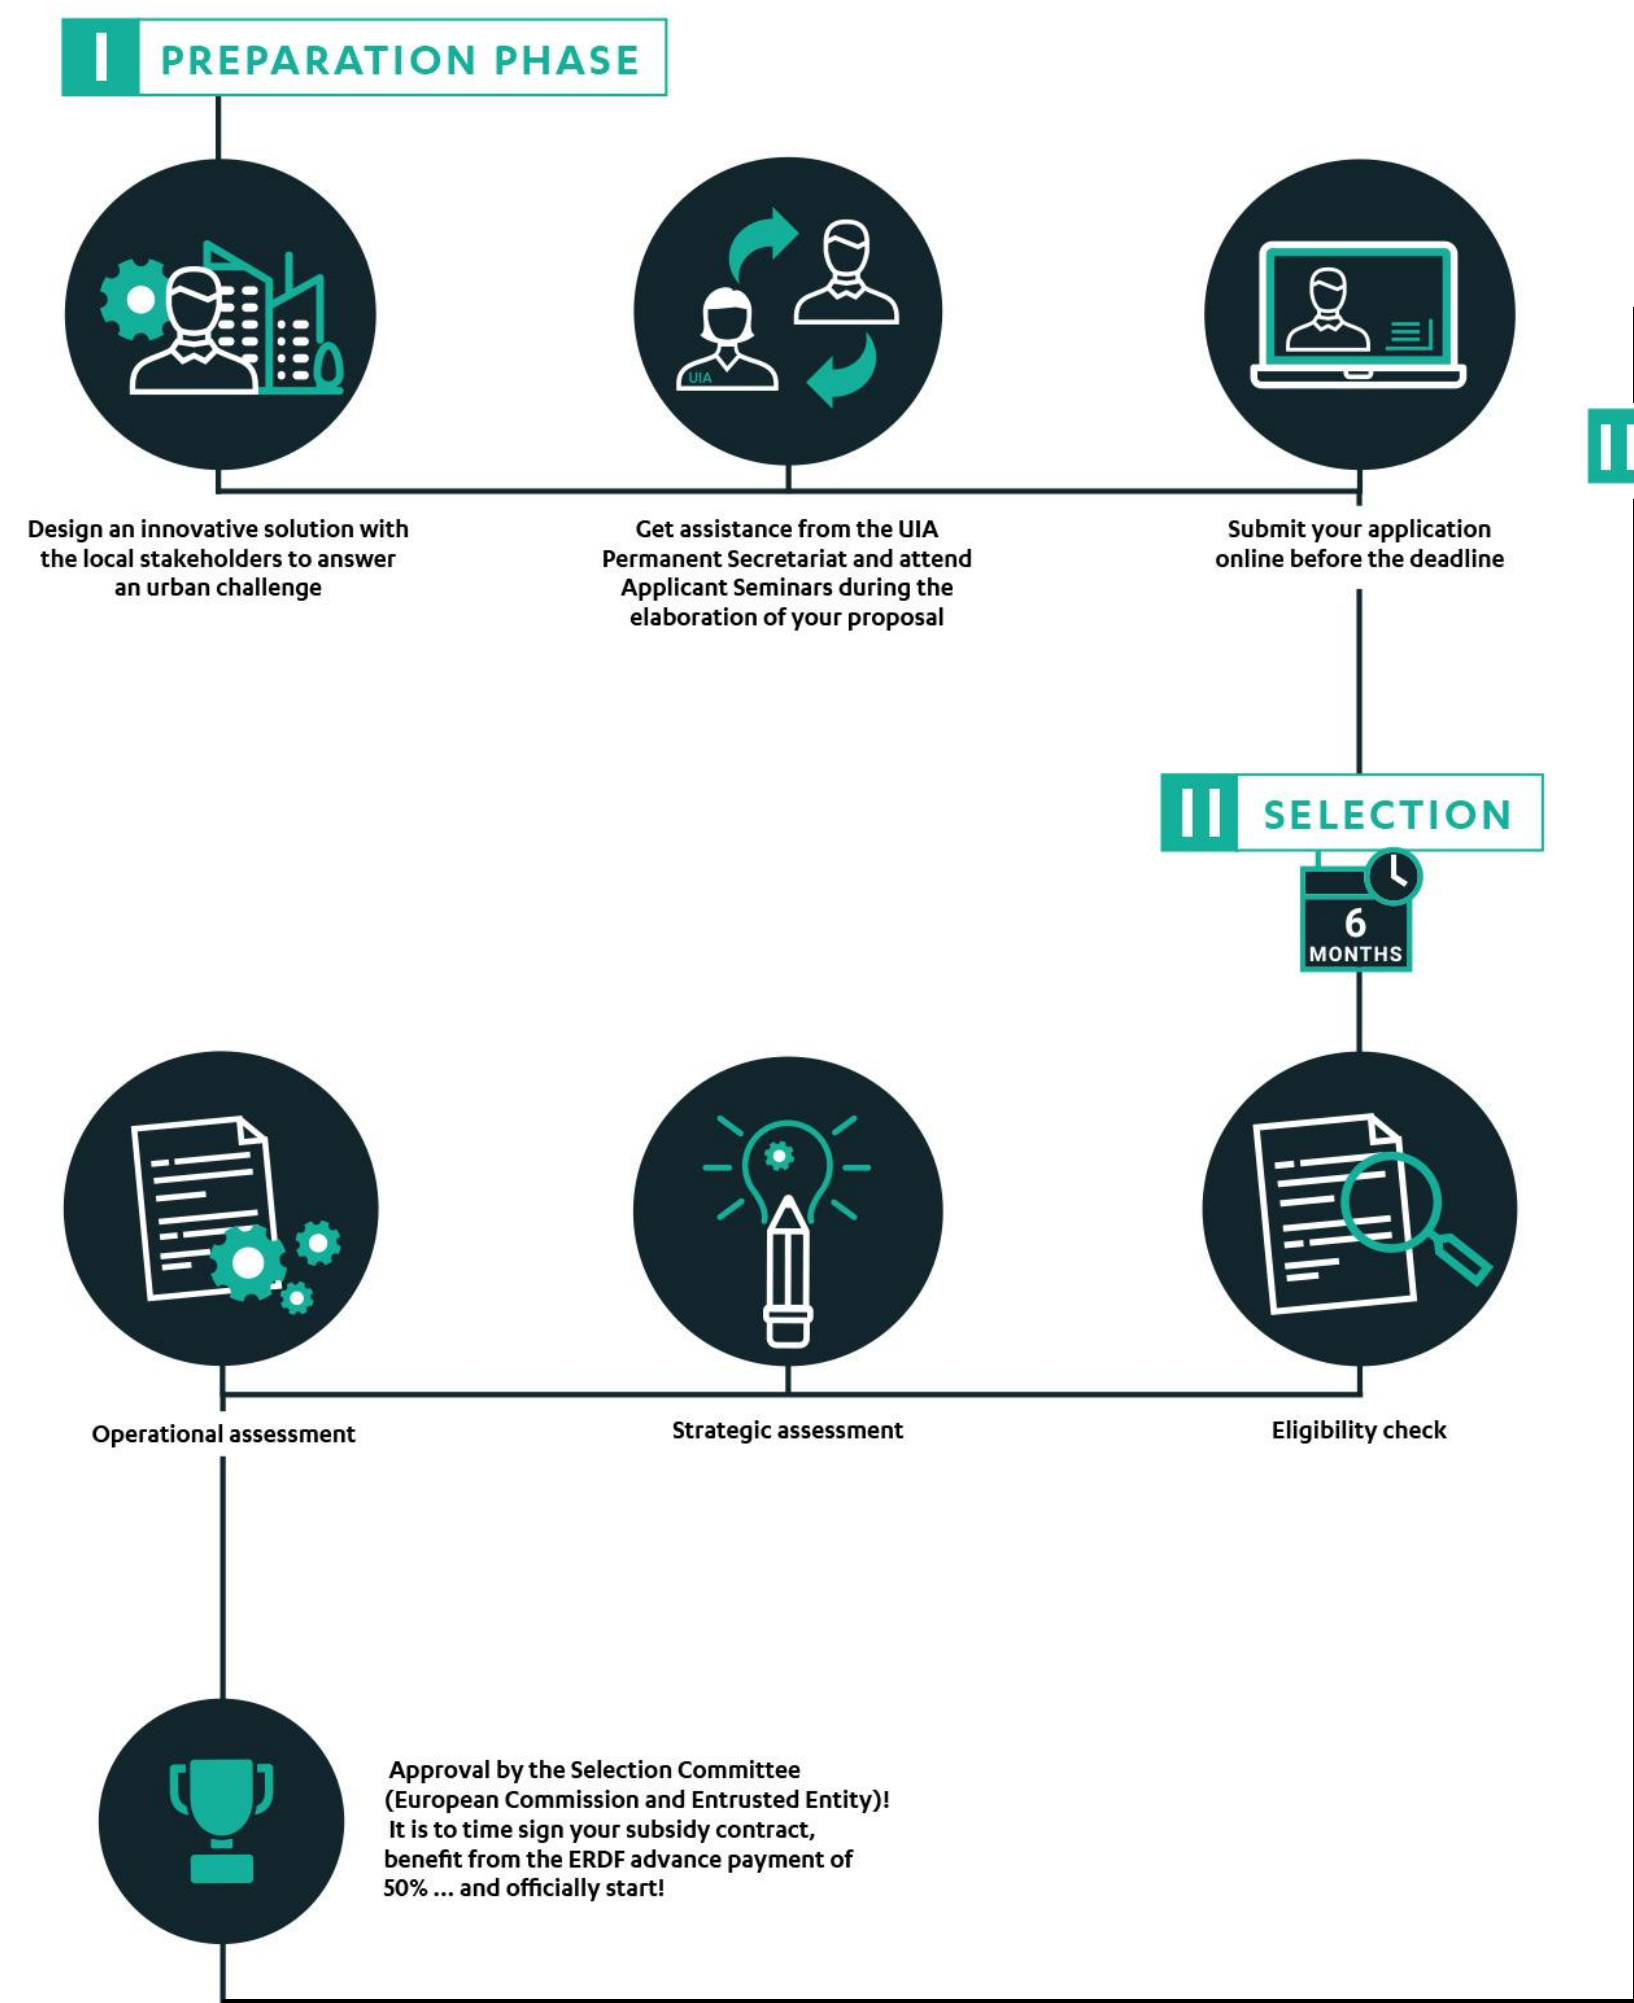 I PREPARATION PHASE
UIA
Design an innovative solution with
the local stakeholders to answer
an urban challenge
Get assistance from the UIA
Permanent Secretariat and attend
Applicant Seminars during the
elaboration of your proposal
Submit your application
online before the deadline
II SELECTION
6
MONTHS
Eligibility check
Strategic assessment
Operational assessment
Approval by the Selection Committee
(European Commission and Entrusted Entity)!
It is to time sign your subsidy contract,
benefit from the ERDF advance payment of
50% ... and officially start!